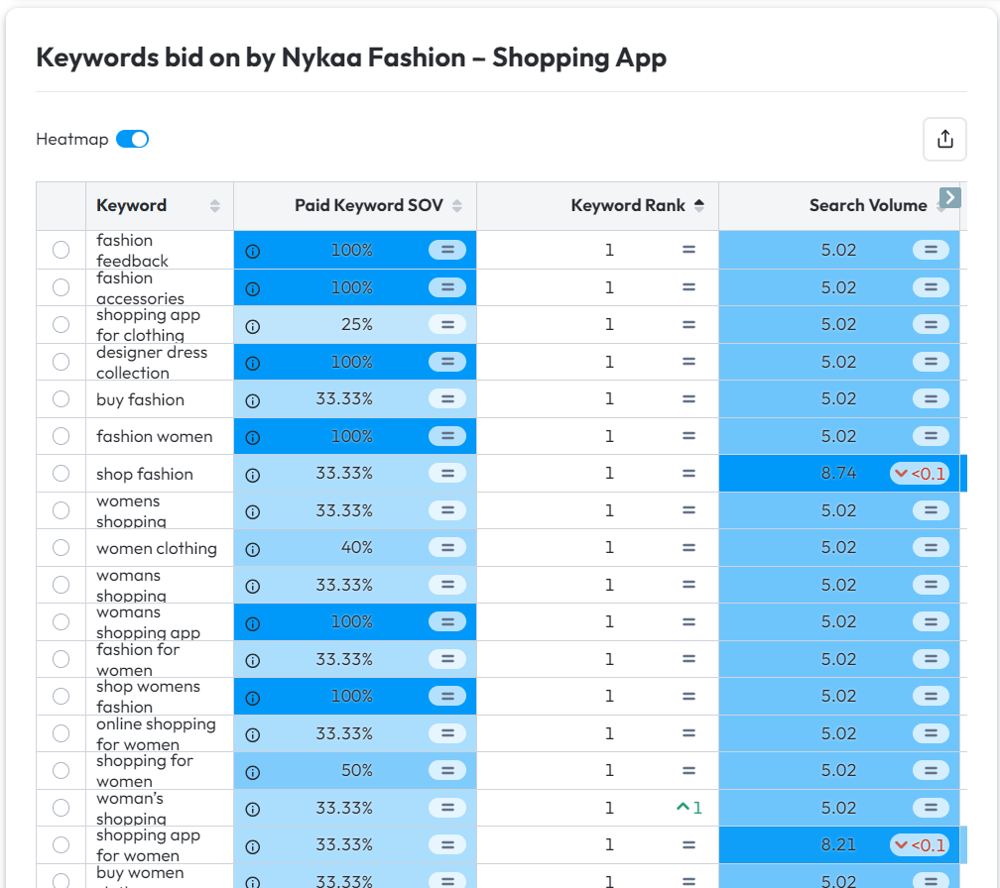 Keywords bid on by Nykaa Fashion – Shopping App
Heatmap
Keyword Paid Keyword SOV Keyword Rank Search Volume
fashion feedback 100% = 1 = 5.02 =
fashion accessories 100% = 1 = 5.02 =
shopping app for clothing 25% = 1 = 5.02 =
designer dress collection 100% = 1 = 5.02 =
buy fashion 33.33% = 1 = 5.02 =
fashion women 100% = 1 = 5.02 =
shop fashion 33.33% = 1 = 8.74 <0.1
womens shopping 33.33% = 1 = 5.02 =
women clothing 40% = 1 = 5.02 =
womans shopping 33.33% = 1 = 5.02 =
womans shopping app 100% = 1 = 5.02 =
fashion for women 33.33% = 1 = 5.02 =
shop womens fashion 100% = 1 = 5.02 =
online shopping for women 33.33% = 1 = 5.02 =
shopping for women 50% = 1 = 5.02 =
woman's shopping 33.33% = 1 1 5.02 =
shopping app for women 33.33% = 1 = 8.21 <0.1
buy women 33.33% = 1 = 5.02 =